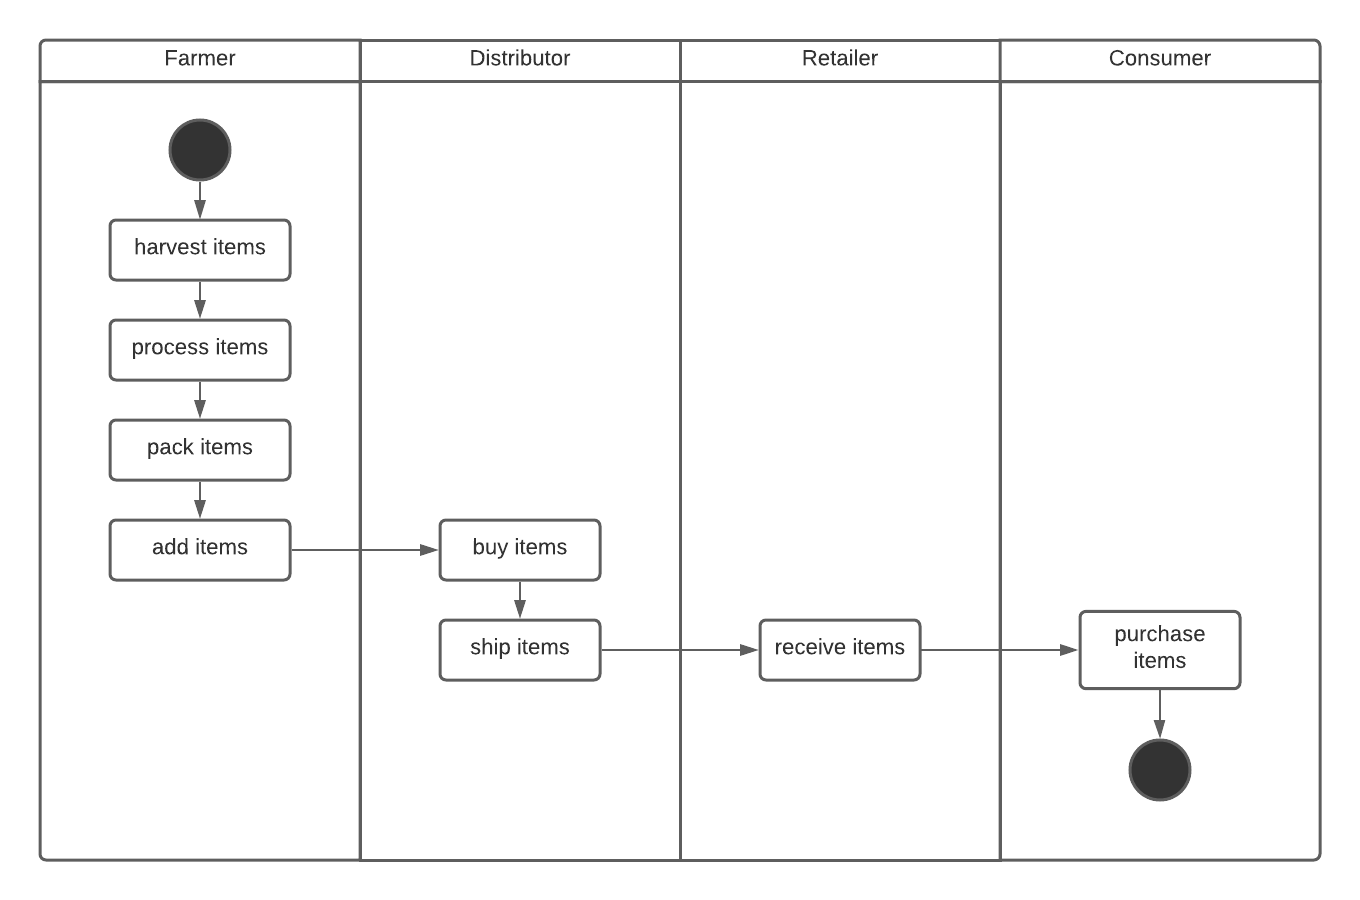 Farmer
Distributor
Retailer
Consumer
harvest items
process items
pack items
add items
buy items
ship items
receive items
purchase
items